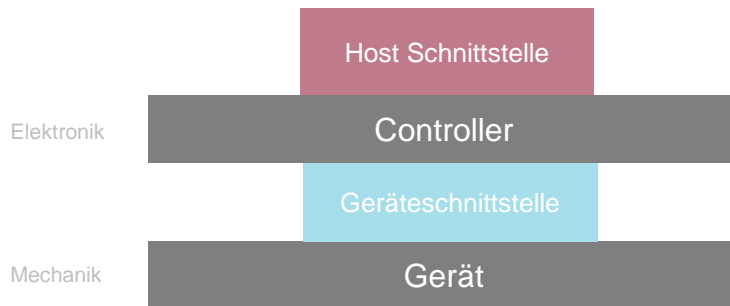 Host Schnittstelle
Elektronik
Controller
Geräteschnittstelle
Mechanik
Gerät